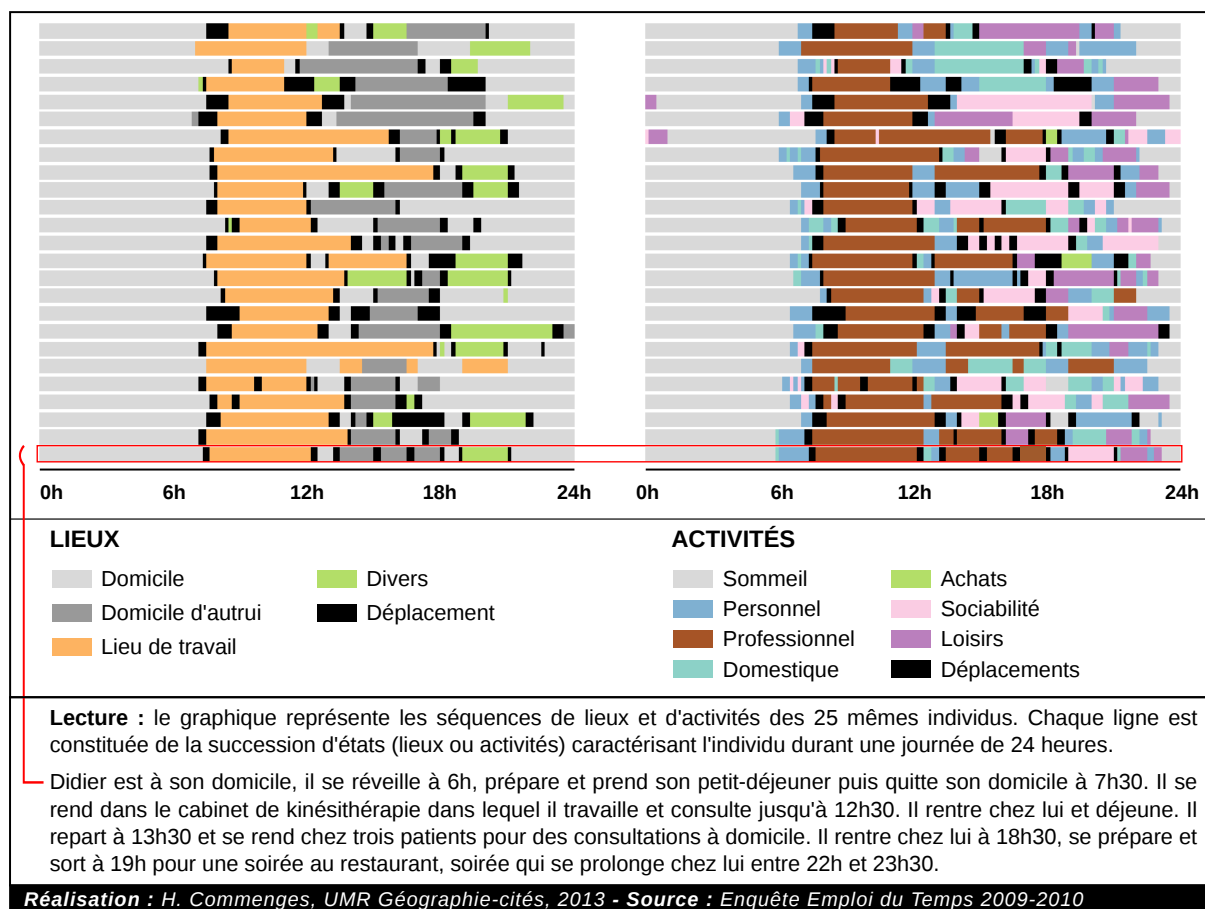 0h 6h 12h 18h 24h 0h 6h 12h 18h 24h
LIEUX
Domicile
Domicile d'autrui
Lieu de travail
Divers
Déplacement
ACTIVITÉS
Sommeil
Personnel
Professionnel
Domestique
Achats
Sociabilité
Loisirs
Déplacements
Lecture : le graphique représente les séquences de lieux et d'activités des 25 mêmes individus. Chaque ligne est
constituée de la succession d'états (lieux ou activités) caractérisant l'individu durant une journée de 24 heures.
Didier est à son domicile, il se réveille à 6h, prépare et prend son petit-déjeuner puis quitte son domicile à 7h30. Il se
rend dans le cabinet de kinésithérapie dans lequel il travaille et consulte jusqu'à 12h30. Il rentre chez lui et déjeune. Il
repart à 13h30 et se rend chez trois patients pour des consultations à domicile. Il rentre chez lui à 18h30, se prépare et
sort à 19h pour une soirée au restaurant, soirée qui se prolonge chez lui entre 22h et 23h30.
Réalisation : H. Commenges, UMR Géographie-cités, 2013 - Source : Enquête Emploi du Temps 2009-2010